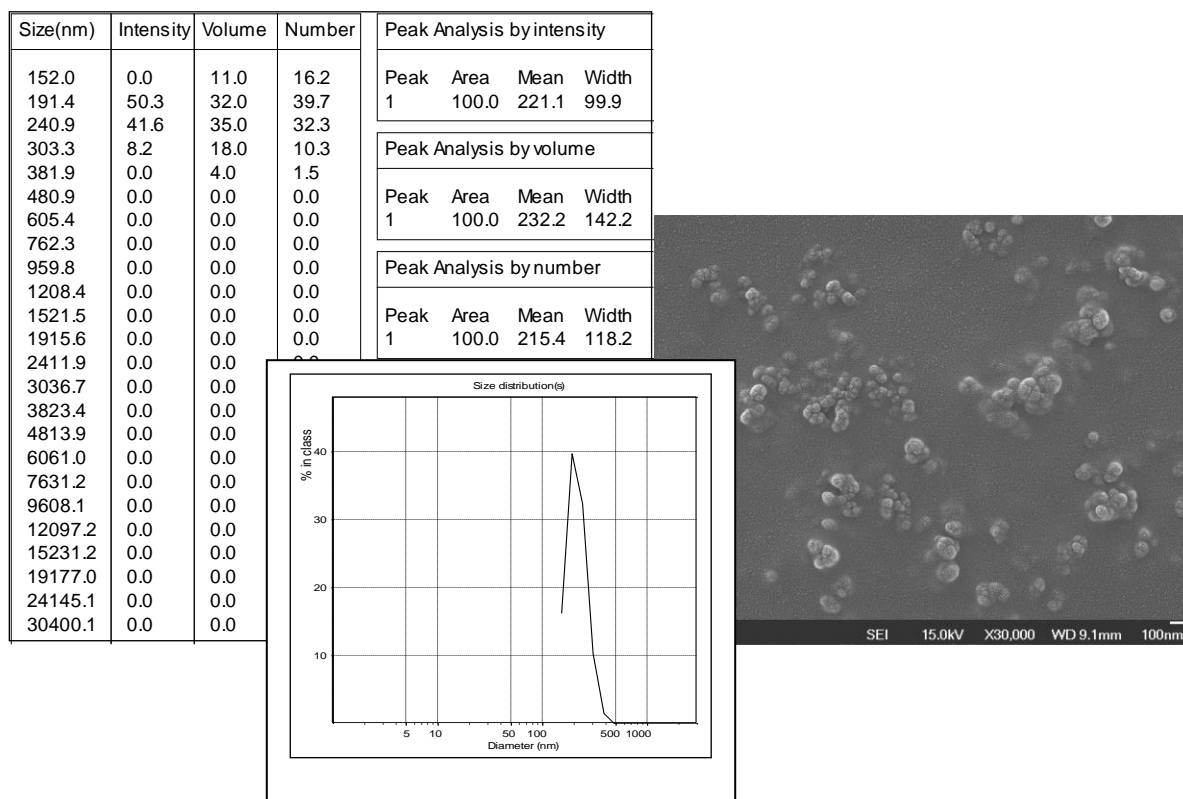 Size(nm) Intensity Volume Number
152.0 0.0 11.0 16.2
191.4 50.3 32.0 39.7
240.9 41.6 35.0 32.3
303.3 8.2 18.0 10.3
381.9 0.0 4.0 1.5
480.9 0.0 0.0 0.0
605.4 0.0 0.0 0.0
762.3 0.0 0.0 0.0
959.8 0.0 0.0 0.0
1208.4 0.0 0.0 0.0
1521.5 0.0 0.0 0.0
1915.6 0.0 0.0 0.0
2411.9 0.0 0.0
3036.7 0.0 0.0
3823.4 0.0 0.0
4813.9 0.0 0.0
6061.0 0.0 0.0
7631.2 0.0 0.0
9608.1 0.0 0.0
12097.2 0.0 0.0
15231.2 0.0 0.0
19177.0 0.0 0.0
24145.1 0.0 0.0
30400.1 0.0 0.0
Peak Analysis by intensity
Peak Area Mean Width
1 100.0 221.1 99.9
Peak Analysis by volume
Peak Area Mean Width
1 100.0 232.2 142.2
Peak Analysis by number
Peak Area Mean Width
1 100.0 215.4 118.2
Size distribution(s)
% in class
40
30
20
10
5 10 50 100 500 1000
Diameter (nm)
SEI 15.0kV X30,000 WD 9.1mm 100nm